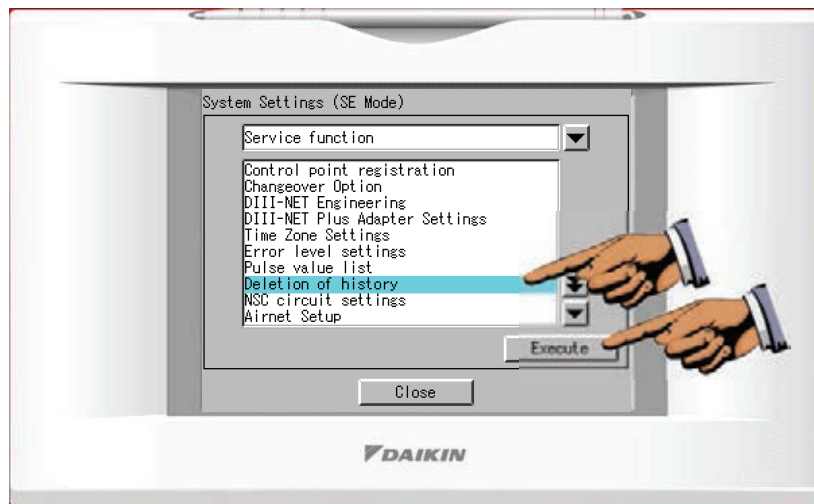 System Settings (SE Mode)
Service function
Control point registration
Changeover Option
DIII-NET Engineering
DIII-NET Plus Adapter Settings
Time Zone Settings
Error level settings
Pulse value list
Deletion of history
NSC circuit settings
Airnet Setup
Execute
Close
DAIKIN